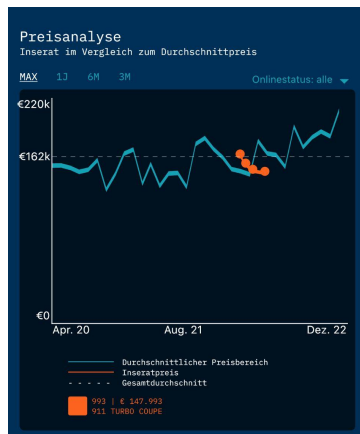 Preisanalyse
Inserat im Vergleich zum Durchschnittpreis
MAX 1J 6M 3M Onlinestatus: alle
€220k
€162k
€0
Apr. 20 Aug. 21 Dez. 22
Durchschnittlicher Preisbereich
Inseratpreis
Gesamtdurchschnitt
993 | € 147.993
911 TURBO COUPE